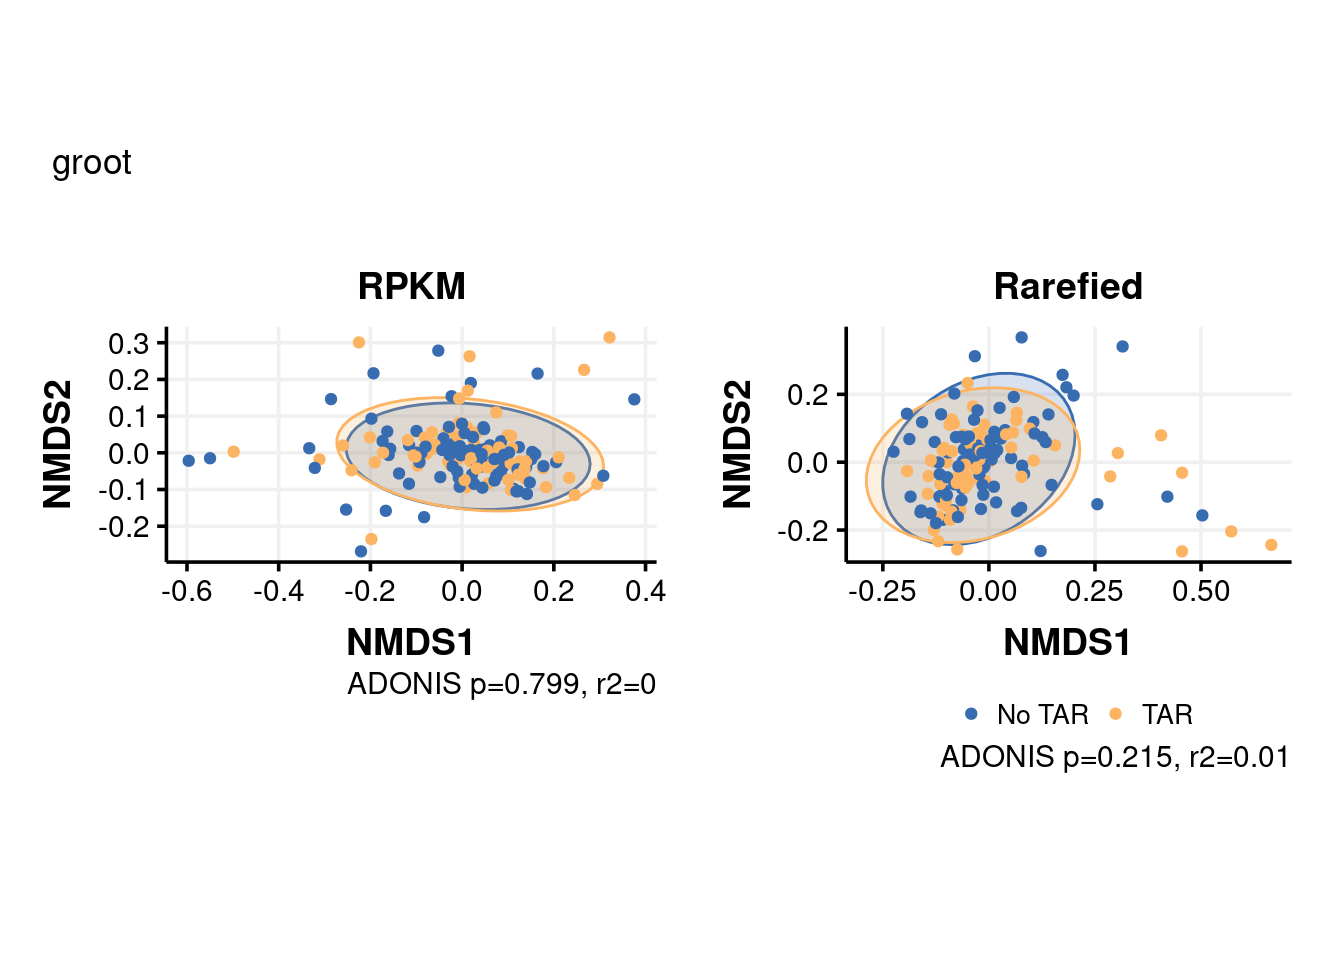 groot
RPKM
NMDS2
0.3
0.2
0.1
0.0
-0.1
-0.2
-0.6 -0.4 -0.2 0.0 0.2 0.4
NMDS1
ADONIS p=0.799, r2=0
Rarefied
NMDS2
0.2
0.0
-0.2
-0.25 0.00 0.25 0.50
NMDS1
No TAR TAR
ADONIS p=0.215, r2=0.01